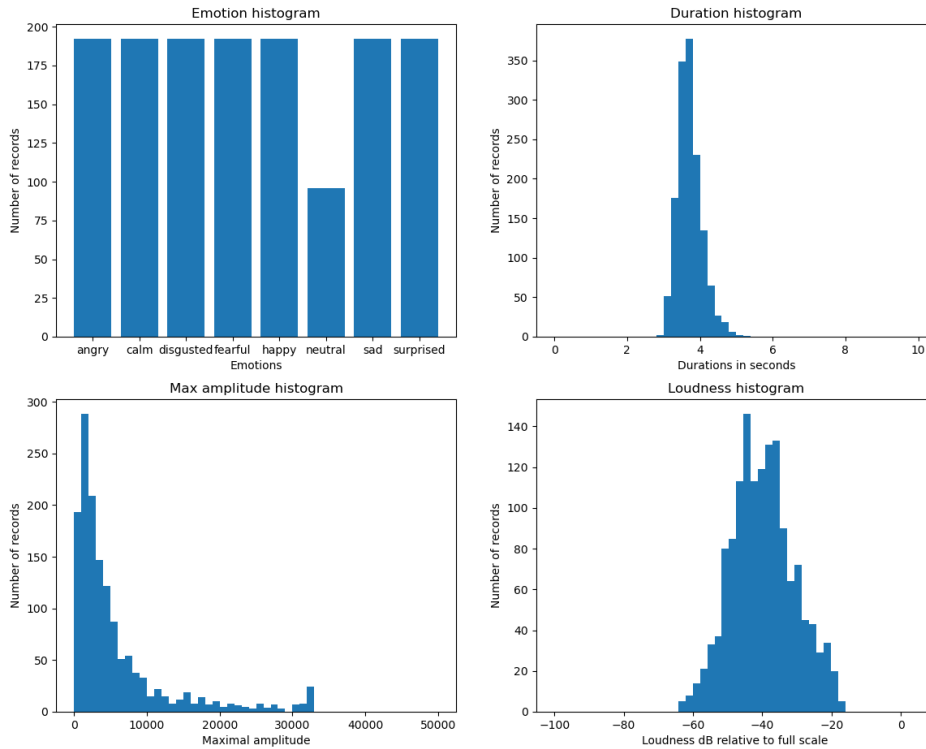 Emotion histogram
200
175
150
125
100
75
50
25
0
Number of records
angry calm disgusted fearful happy neutral sad surprised
Emotions
Duration histogram
350
300
250
200
150
100
50
0
Number of records
0 2 4 6 8 10
Durations in seconds
Max amplitude histogram
300
250
200
150
100
50
0
Number of records
0 10000 20000 30000 40000 50000
Maximal amplitude
Loudness histogram
140
120
100
80
60
40
20
0
Number of records
−100 −80 −60 −40 −20 0
Loudness dB relative to full scale